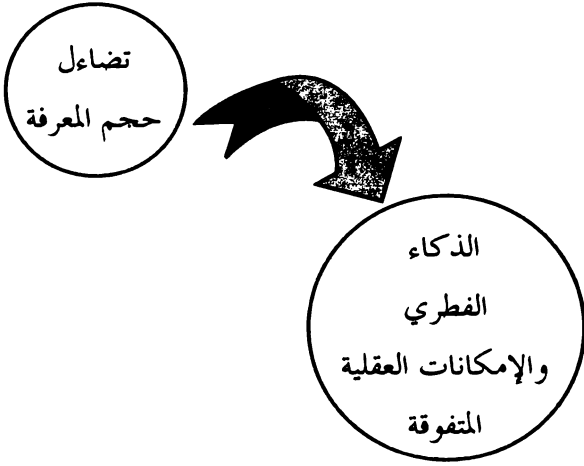 تضاءل
حجم المعرفة
الذكاء
الفطري
والإمكانات العقلية
المتفوقة